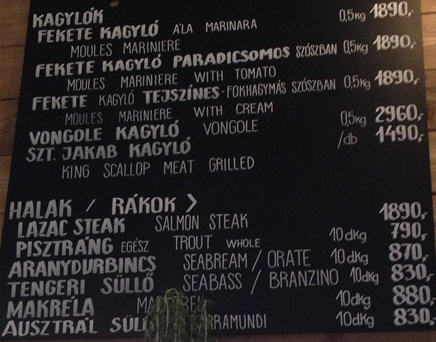 KAGYLÓK
FEKETE KAGYLÓ A'LA MARINARA 0,5kg 1890,-
MOULES MARINIERE
FEKETE KAGYLÓ PARADICSOMOS SZÓSZBAN 0,5kg 1890,-
MOULES MARINIERE WITH TOMATO
FEKETE KAGYLÓ TEJSZÍNES-FOKHAGYMÁS SZÓSZBAN 0,5kg 1890,-
MOULES MARINIERE WITH CREAM
VONGOLE KAGYLÓ VONGOLE 0,5kg 2960,-
SZT. JAKAB KAGYLÓ /db 1490,-
KING SCALLOP MEAT GRILLED
HALAK / RÁKOK >
LAZAC STEAK SALMON STEAK 1890,-
PISZTRÁNG EGÉSZ TROUT WHOLE 10dkg 790,-
ARANYDURBINCS SEABREAM / ORATE 10dkg 870,-
TENGERI SÜLLŐ SEABASS / BRANZINO 10dkg 830,-
MAKRÉLA 10dkg 880,-
AUSZTRÁL 10dkg 830,-